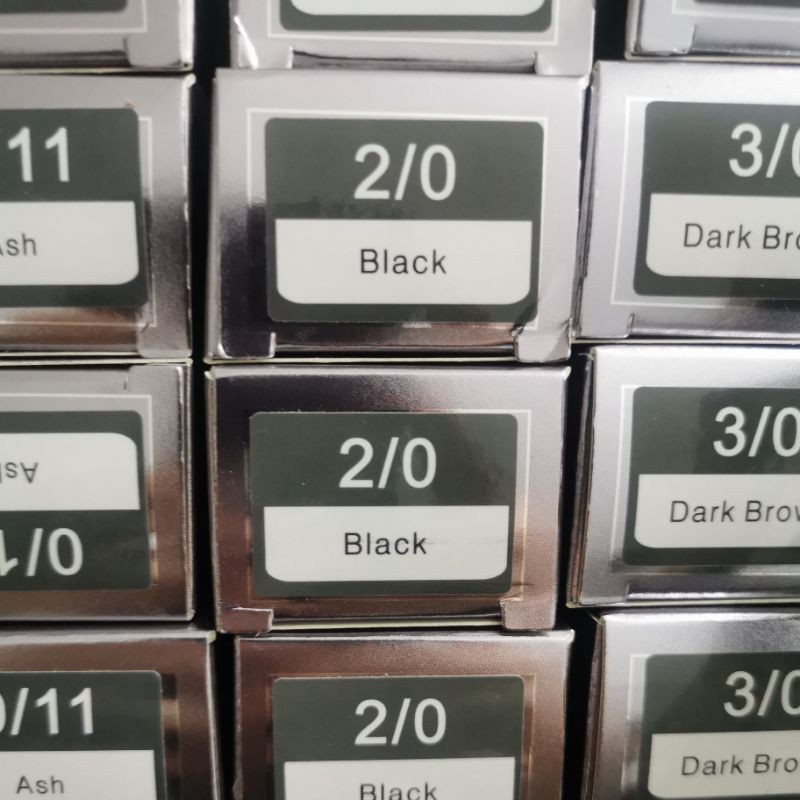 /11
2/0
3/0
Ash
Black
Dark Bro
2/0
3/0
Ash
Black
Dark Brow
0/1
0/11
2/0
3/0
Ash
Black
Dark Bro